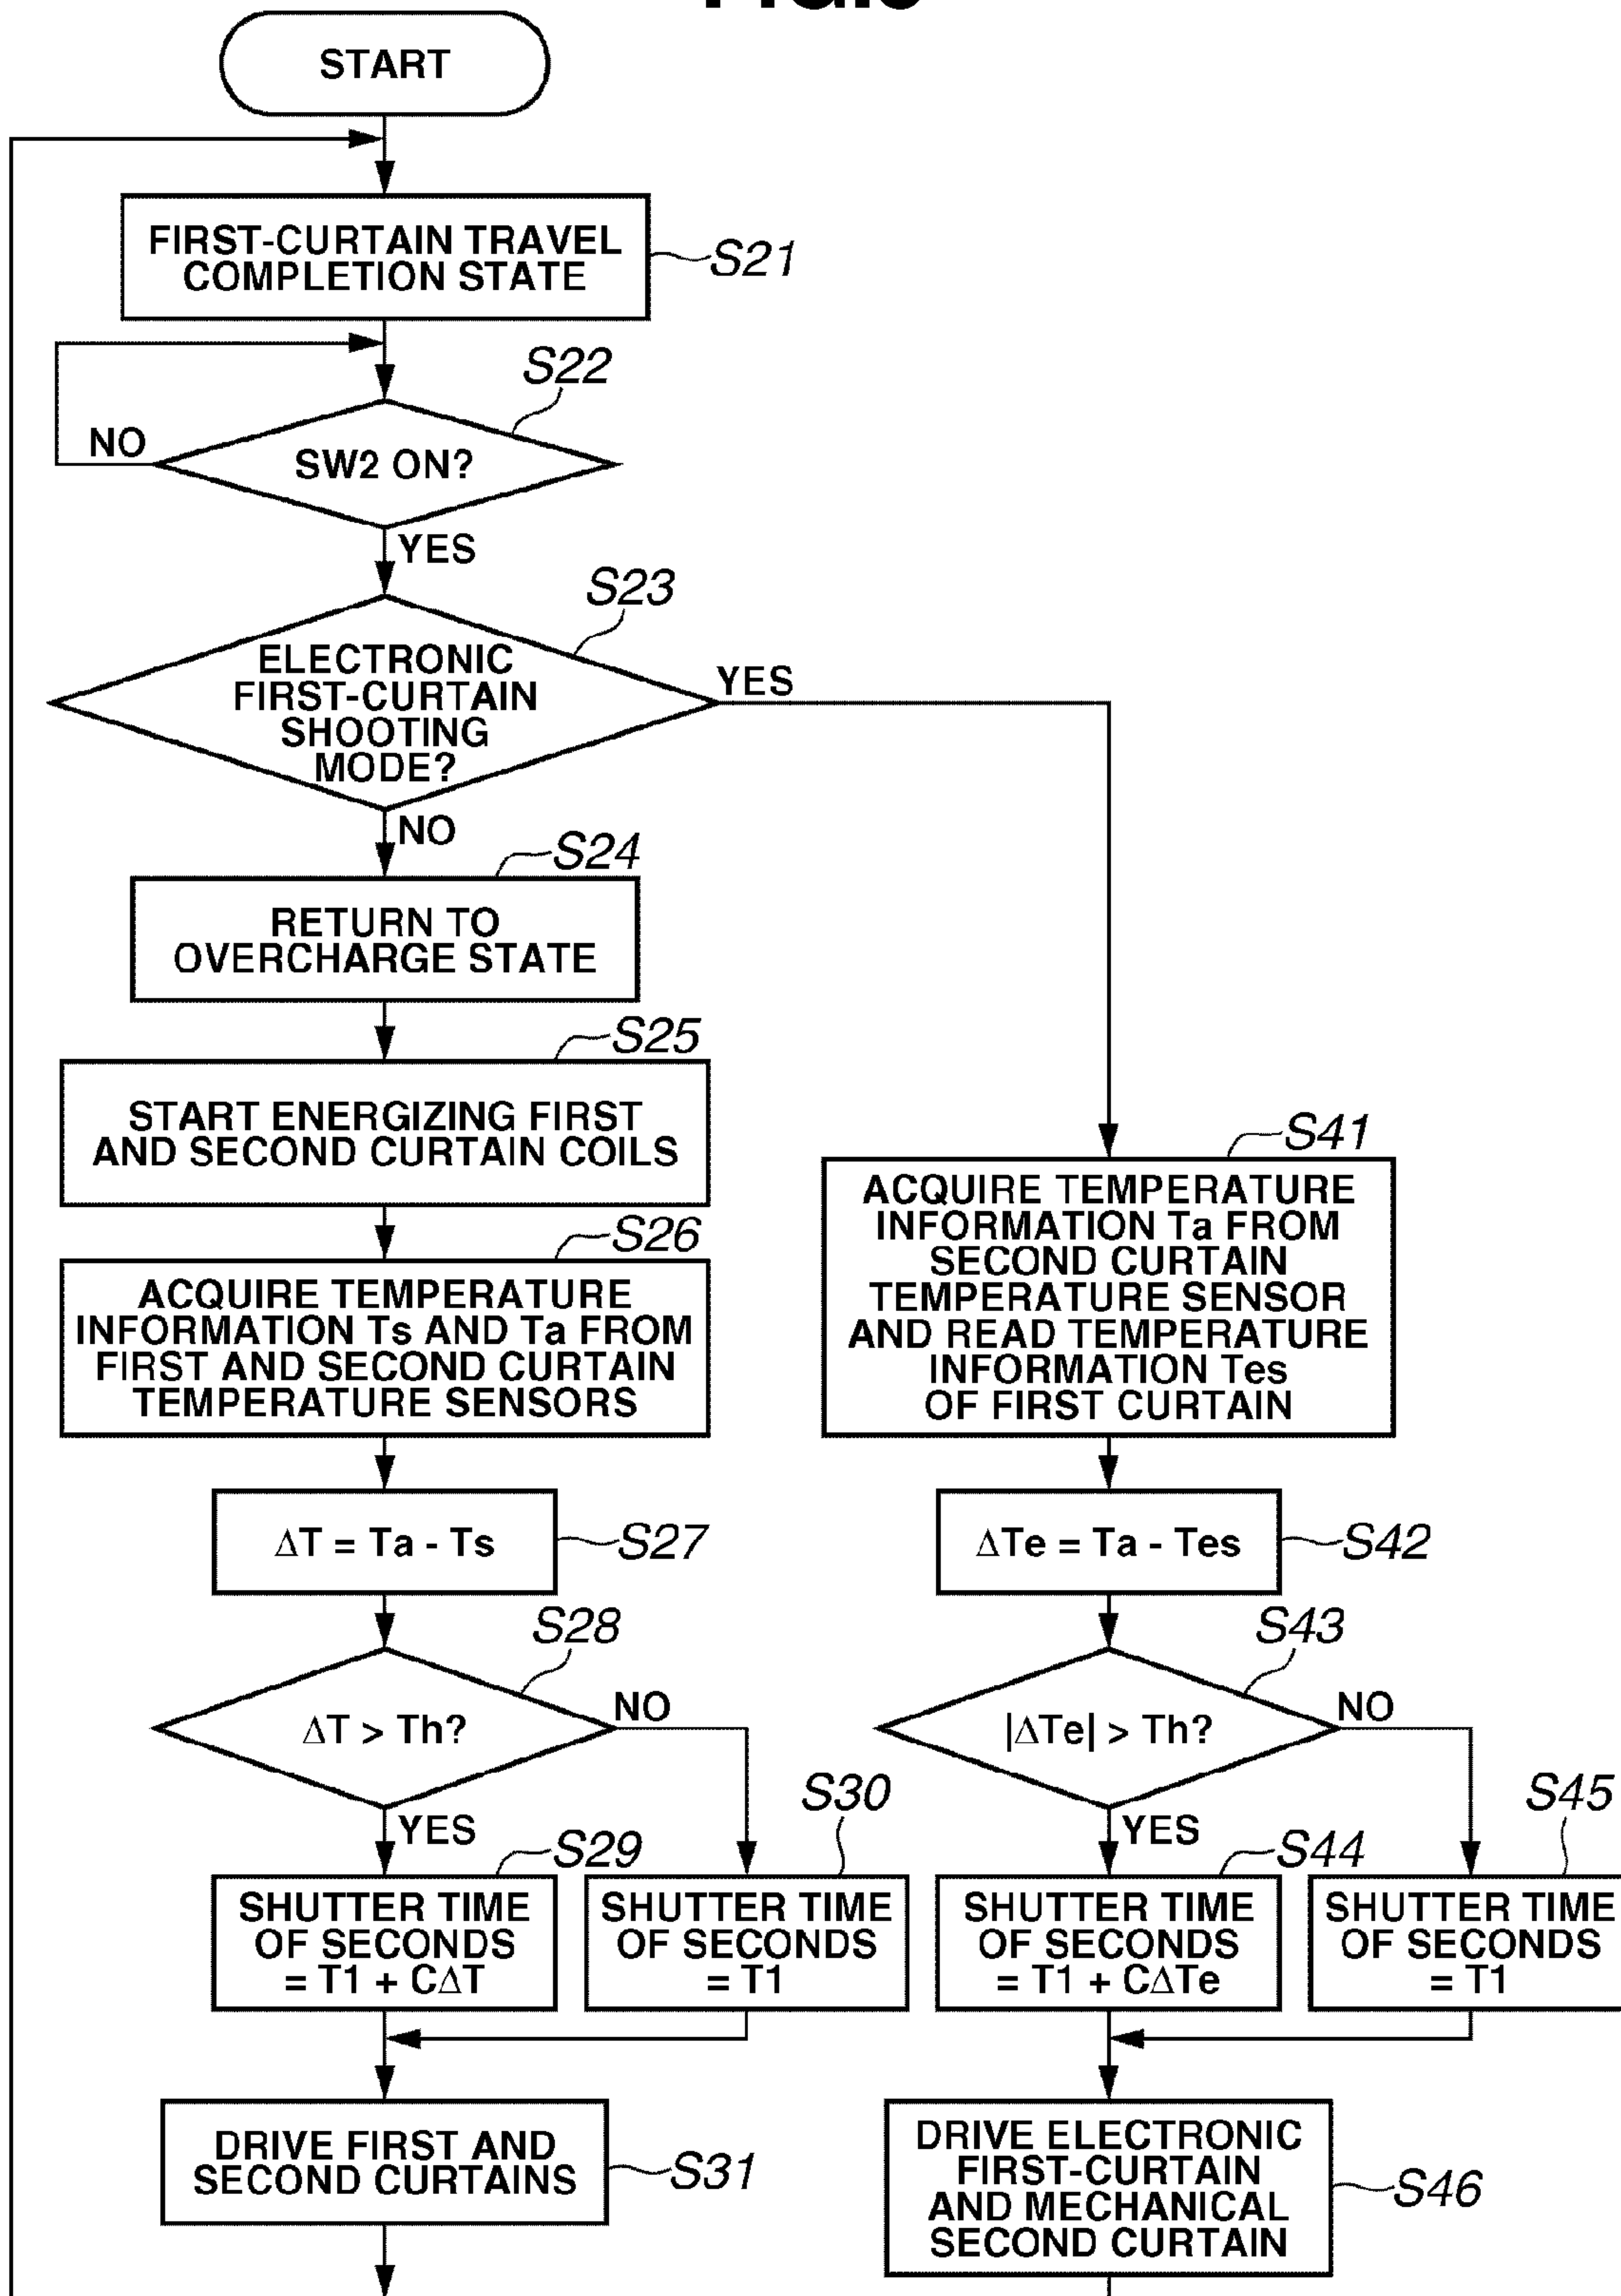 START
FIRST-CURTAIN TRAVEL
COMPLETION STATE
S21
S22
NO
SW2 ON?
YES
S23
ELECTRONIC
FIRST-CURTAIN
SHOOTING
MODE?
YES
NO
S24
RETURN TO
OVERCHARGE STATE
S25
START ENERGIZING FIRST
AND SECOND CURTAIN COILS
S26
ACQUIRE TEMPERATURE
INFORMATION Ts AND Ta FROM
FIRST AND SECOND CURTAIN
TEMPERATURE SENSORS
S41
ACQUIRE TEMPERATURE
INFORMATION Ta FROM
SECOND CURTAIN
TEMPERATURE SENSOR
AND READ TEMPERATURE
INFORMATION Tes
OF FIRST CURTAIN
ΔT = Ta - Ts
S27
ΔTe = Ta - Tes
S42
S28
ΔT > Th?
NO
YES
S43
|ΔTe| > Th?
NO
YES
S29
SHUTTER TIME
OF SECONDS
= T1 + CΔT
S30
SHUTTER TIME
OF SECONDS
= T1
S44
SHUTTER TIME
OF SECONDS
= T1 + CΔTe
S45
SHUTTER TIME
OF SECONDS
= T1
DRIVE FIRST AND
SECOND CURTAINS
S31
DRIVE ELECTRONIC
FIRST-CURTAIN
AND MECHANICAL
SECOND CURTAIN
S46